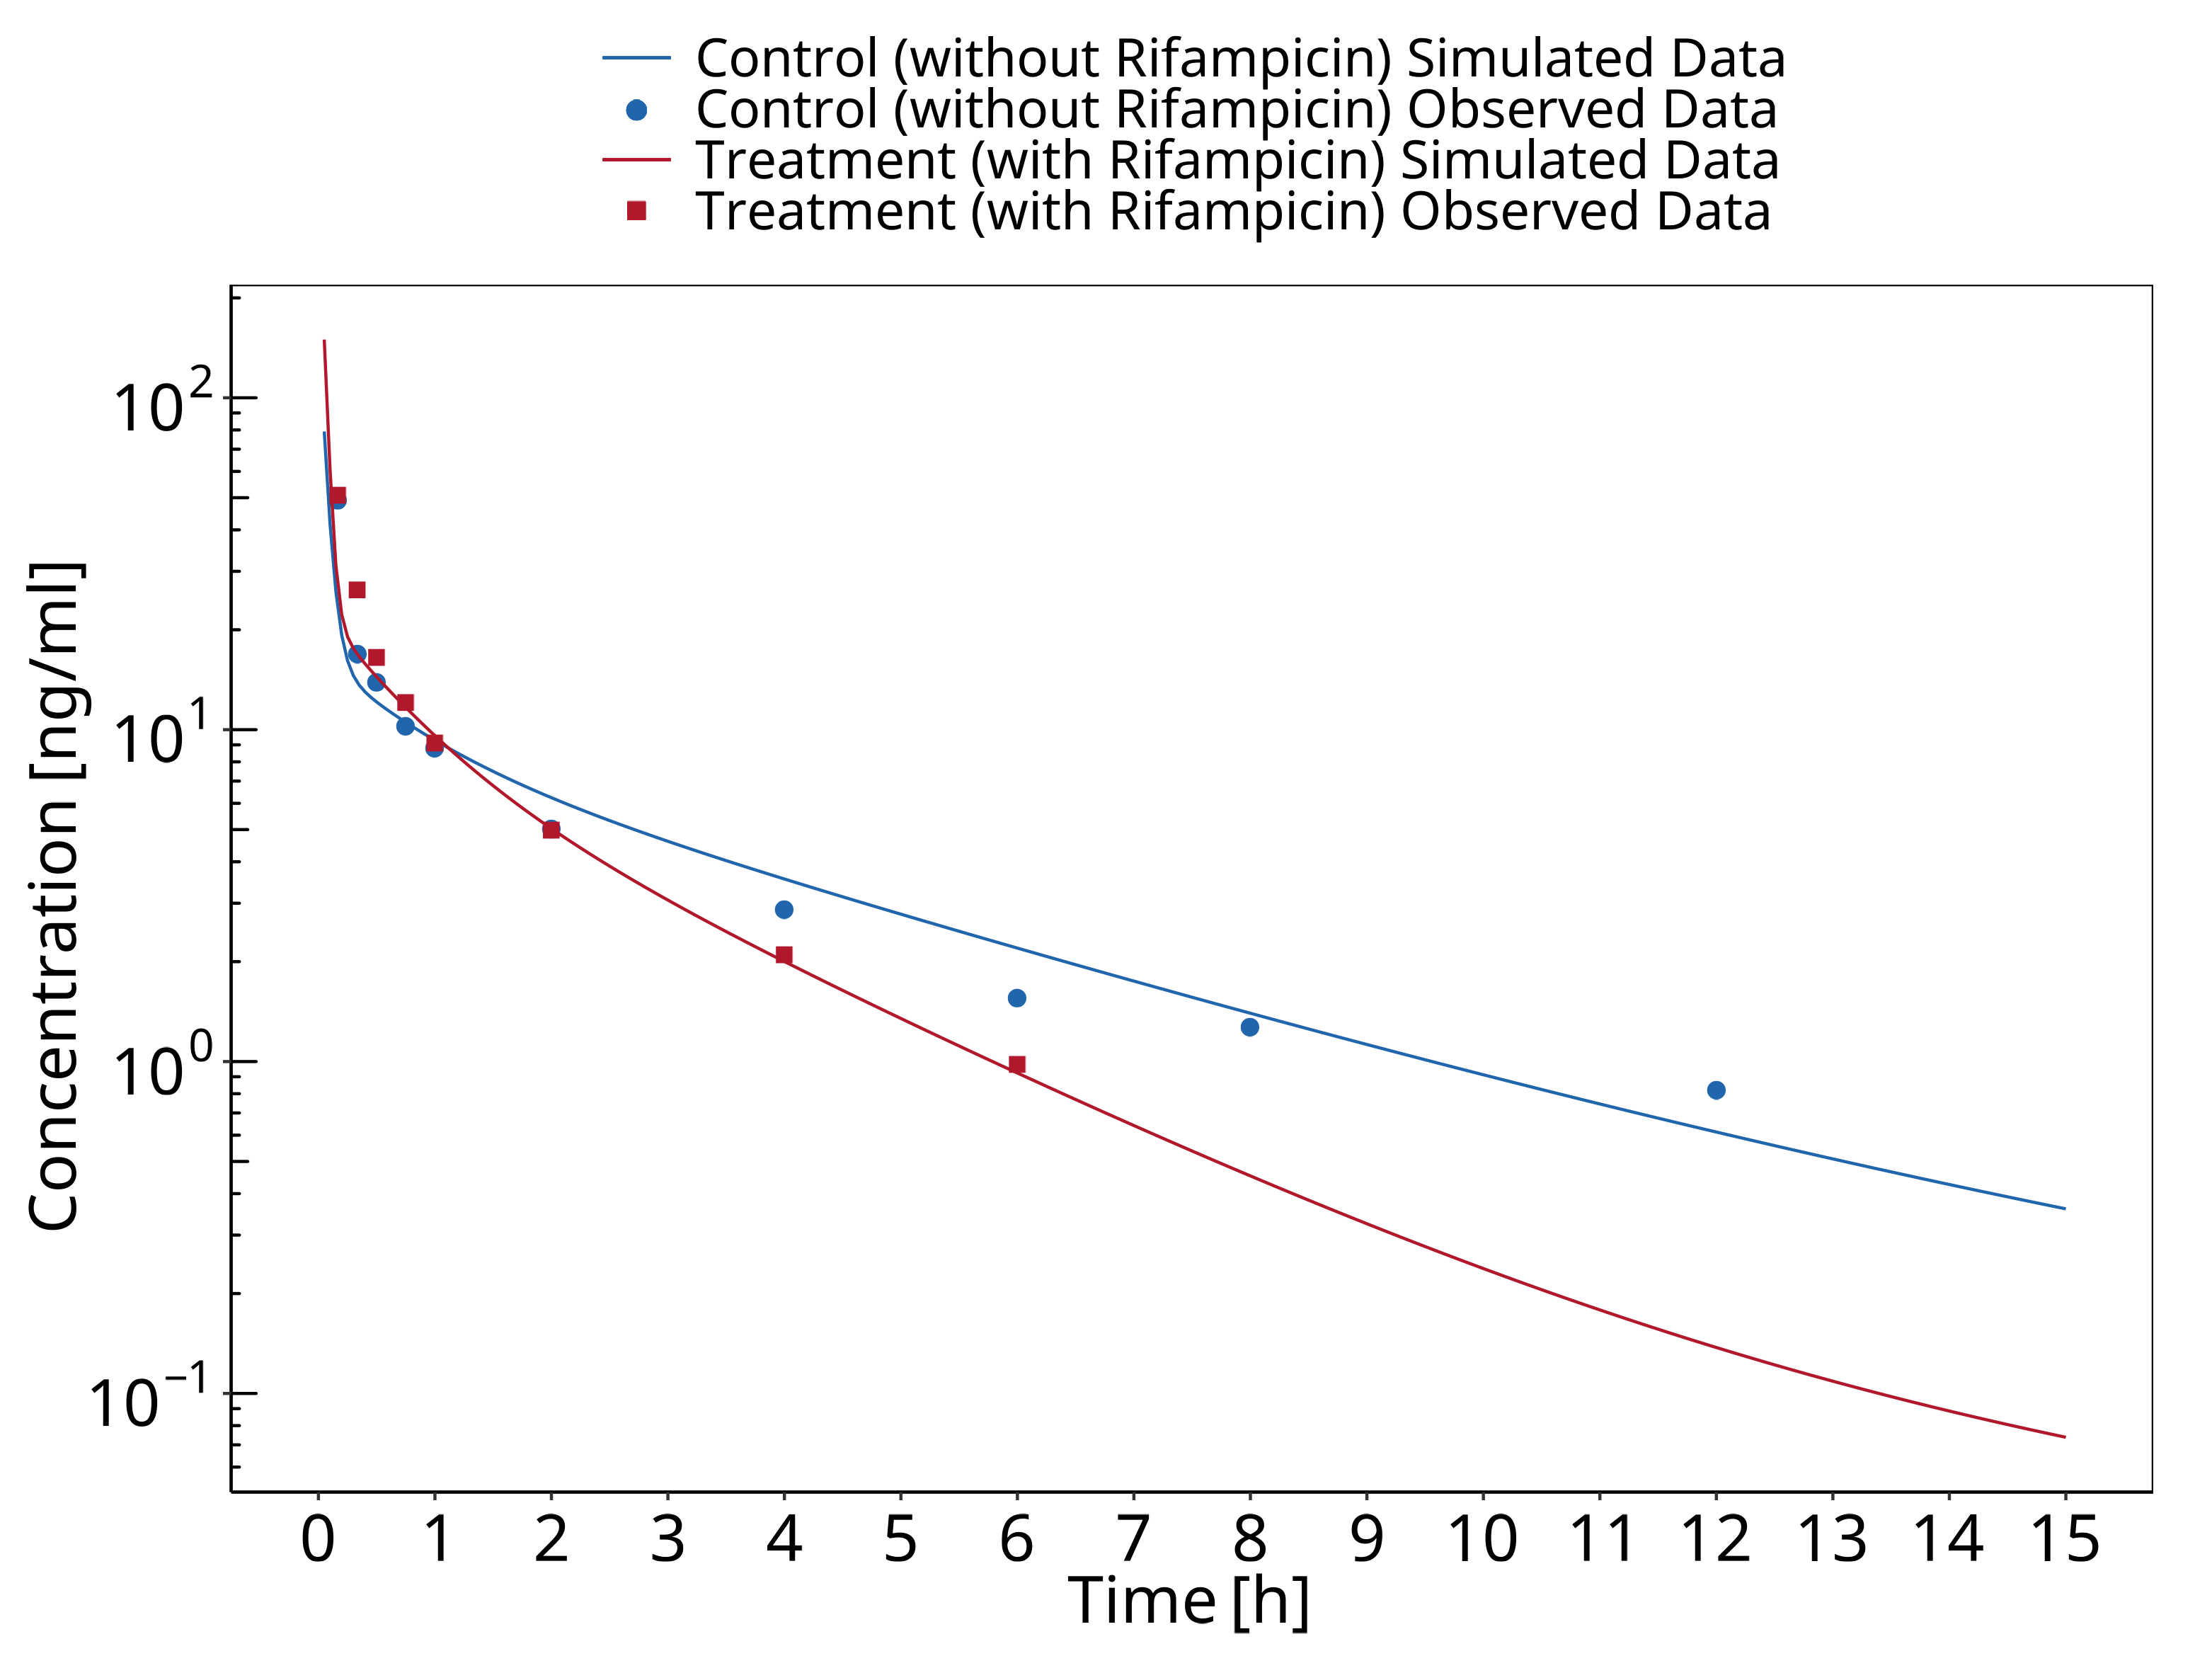 Control (without Rifampicin) Simulated Data
Control (without Rifampicin) Observed Data
Treatment (with Rifampicin) Simulated Data
Treatment (with Rifampicin) Observed Data
Concentration [ng/ml]
10²
10¹
10⁰
10⁻¹
0 1 2 3 4 5 6 7 8 9 10 11 12 13 14 15
Time [h]